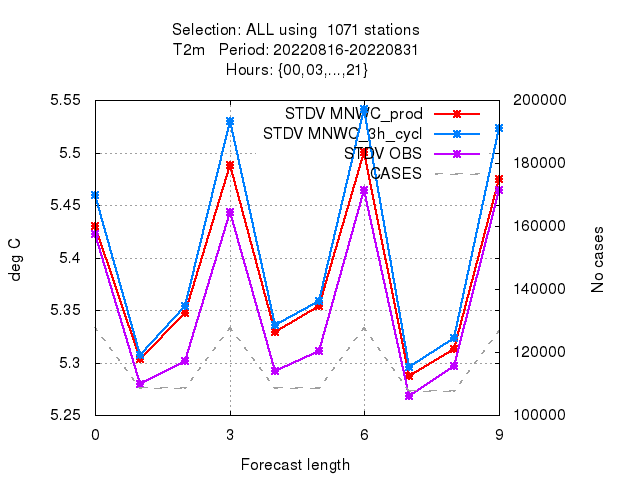 Selection: ALL using  1071 stations
T2m   Period: 20220816-20220831
Hours: {00,03,...,21}
STDV MNWC_prod
STDV MNWC_3h_cycl
STDV OBS
CASES
5.55
5.5
5.45
5.4
5.35
5.3
5.25
200000
180000
160000
140000
120000
100000
deg C
No cases
0
3
6
9
Forecast length